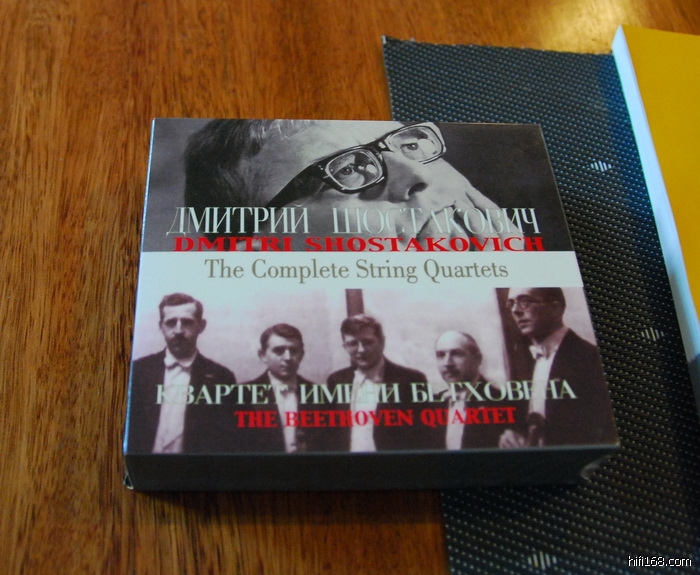 ДМИТРИЙ ШОСТАКОВИЧ
DMITRI SHOSTAKOVICH
The Complete String Quartets
КВАРТЕТ ИМЕНИ БЕТХОВЕНА
THE BEETHOVEN QUARTET
hifi168.com